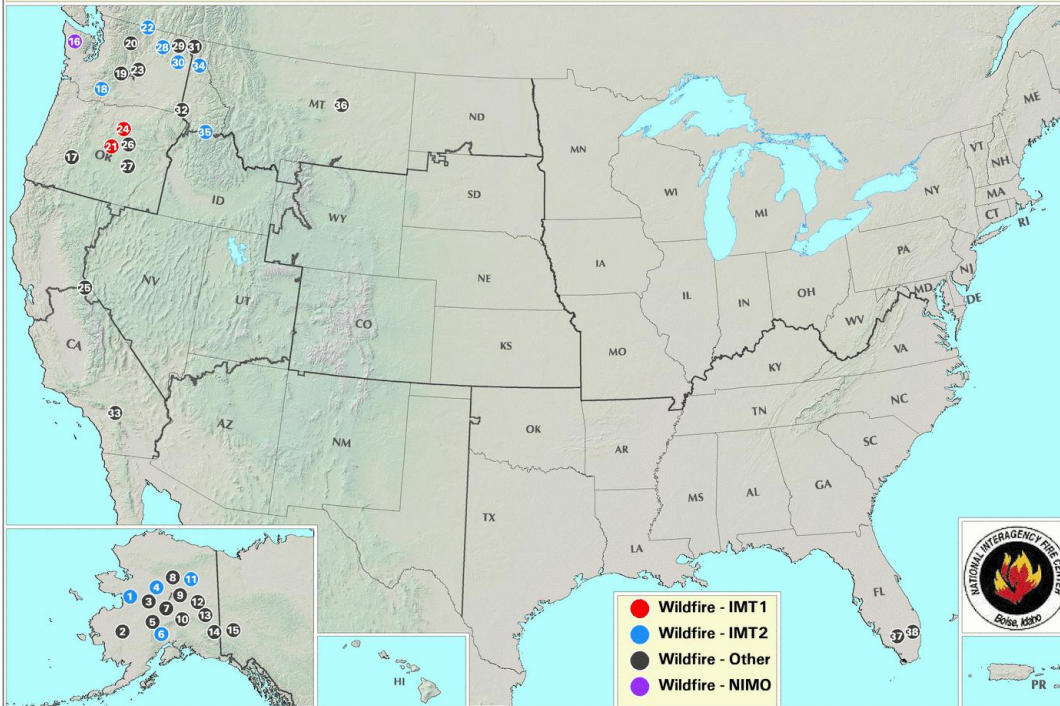 16
22
20
28
29
31
30
34
19
23
18
32
24
35
21
26
OR
17
27
MT
36
ND
MN
ME
VT
NH
NY
MA
CT
RI
WI
MI
SD
ID
WY
IA
PA
NJ
NE
NV
UT
IL
IN
OH
MD
DE
WV
25
CO
CA
KS
MO
VA
KY
33
AZ
NM
OK
AR
TN
NC
SC
TX
MS
AL
GA
LA
FL
37
38
8
11
4
1
3
9
7
12
5
10
13
2
6
14
15
HI
Wildfire - IMT1
Wildfire - IMT2
Wildfire - Other
Wildfire - NIMO
NATIONAL INTERAGENCY FIRE CENTER
Boise, Idaho
PR